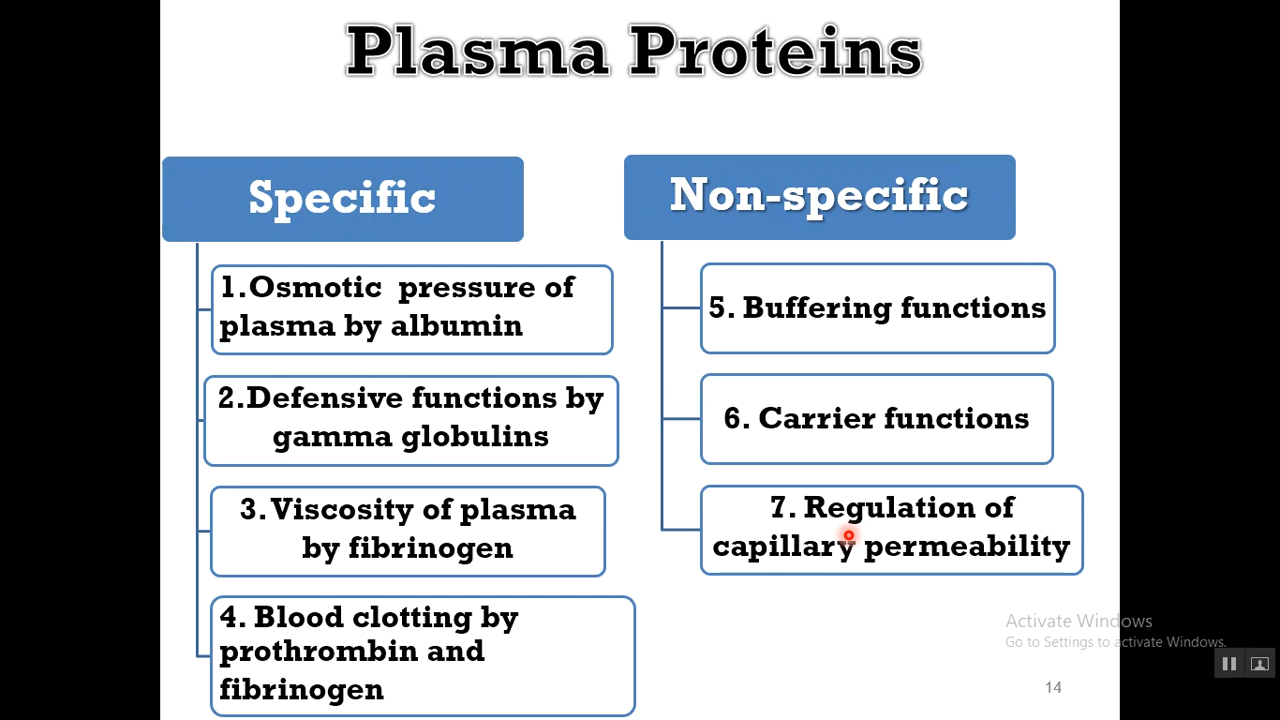 Plasma Proteins
Specific
1.Osmotic pressure of
plasma by albumin
2.Defensive functions by
gamma globulins
3.Viscosity of plasma
by fibrinogen
4. Blood clotting by
prothrombin and
fibrinogen
Non-specific
5. Buffering functions
6. Carrier functions
7. Regulation of
capillary permeability
Activate Windows
Go to Settings to activate Windows.
14